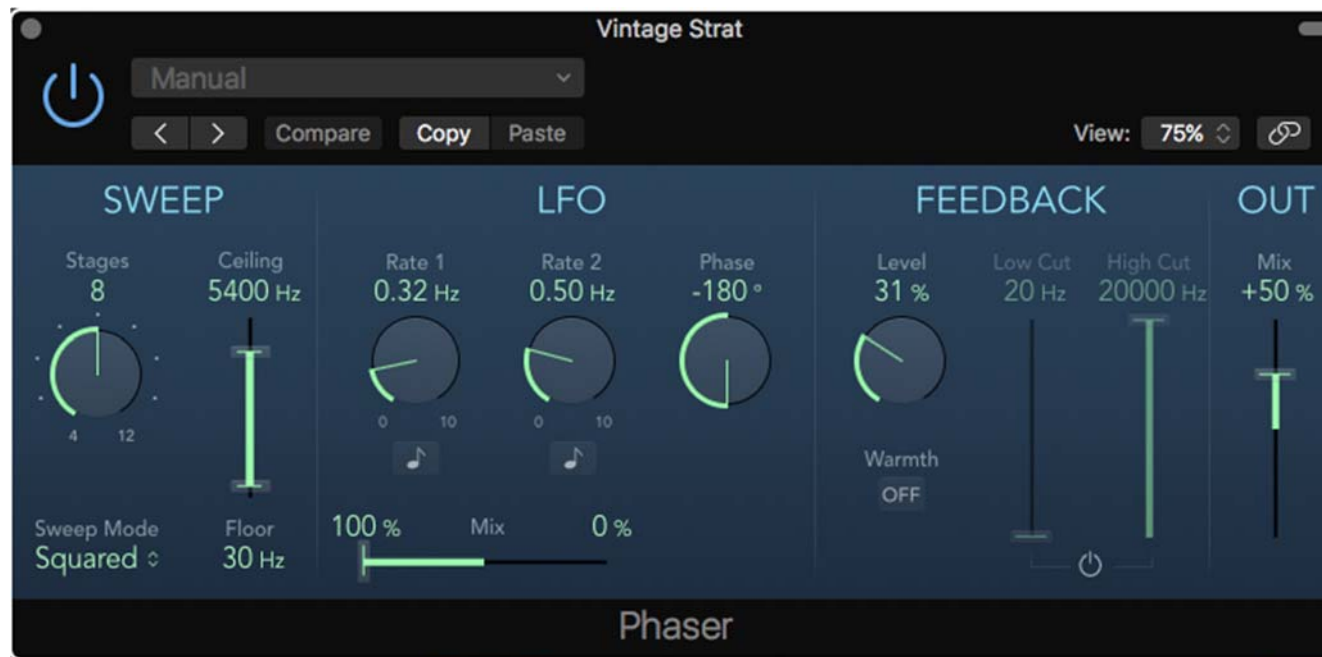 Vintage Strat
Manual
Compare Copy Paste View: 75%
SWEEP LFO FEEDBACK OUT
Stages Ceiling Rate 1 Rate 2 Phase Level Low Cut High Cut Mix
8 5400 Hz 0.32 Hz 0.50 Hz -180 ° 31 % 20 Hz 20000 Hz +50 %
0 10 0 10
4 12
Warmth
OFF
Sweep Mode Floor 100 % Mix 0 %
Squared 30 Hz
Phaser